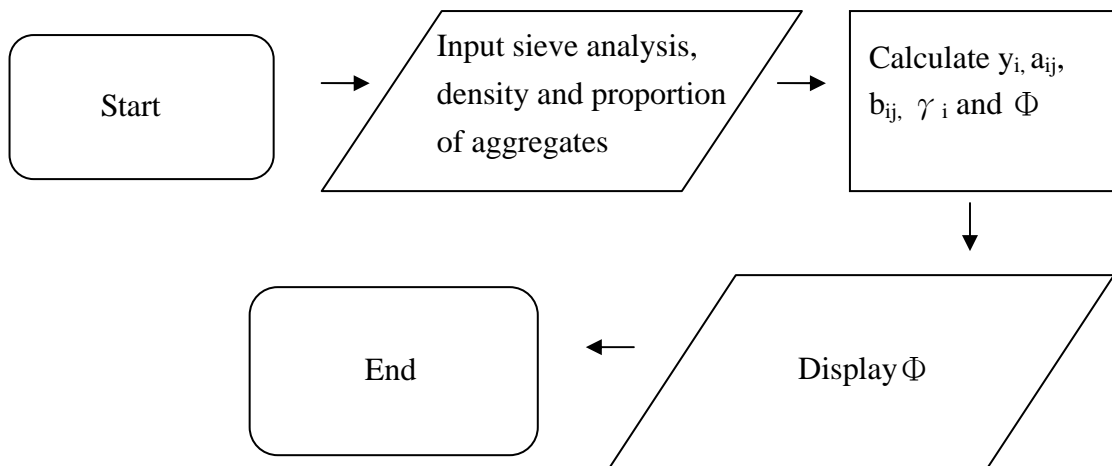 Start
Input sieve analysis,
density and proportion
of aggregates
Calculate yi, aij,
bij, γi and Φ
Display Φ
End